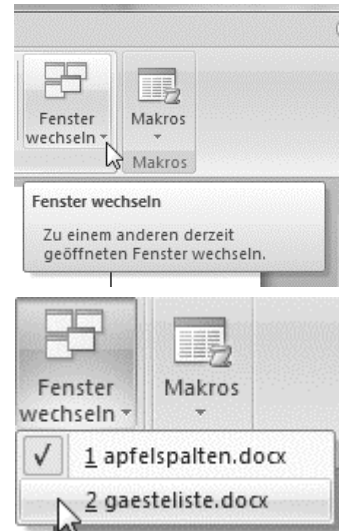 Fenster
wechseln
Makros
Makros
Fenster wechseln
Zu einem anderen derzeit
geöffneten Fenster wechseln.
Fenster
wechseln
Makros
1 apfelspalten.docx
2 gaesteliste.docx